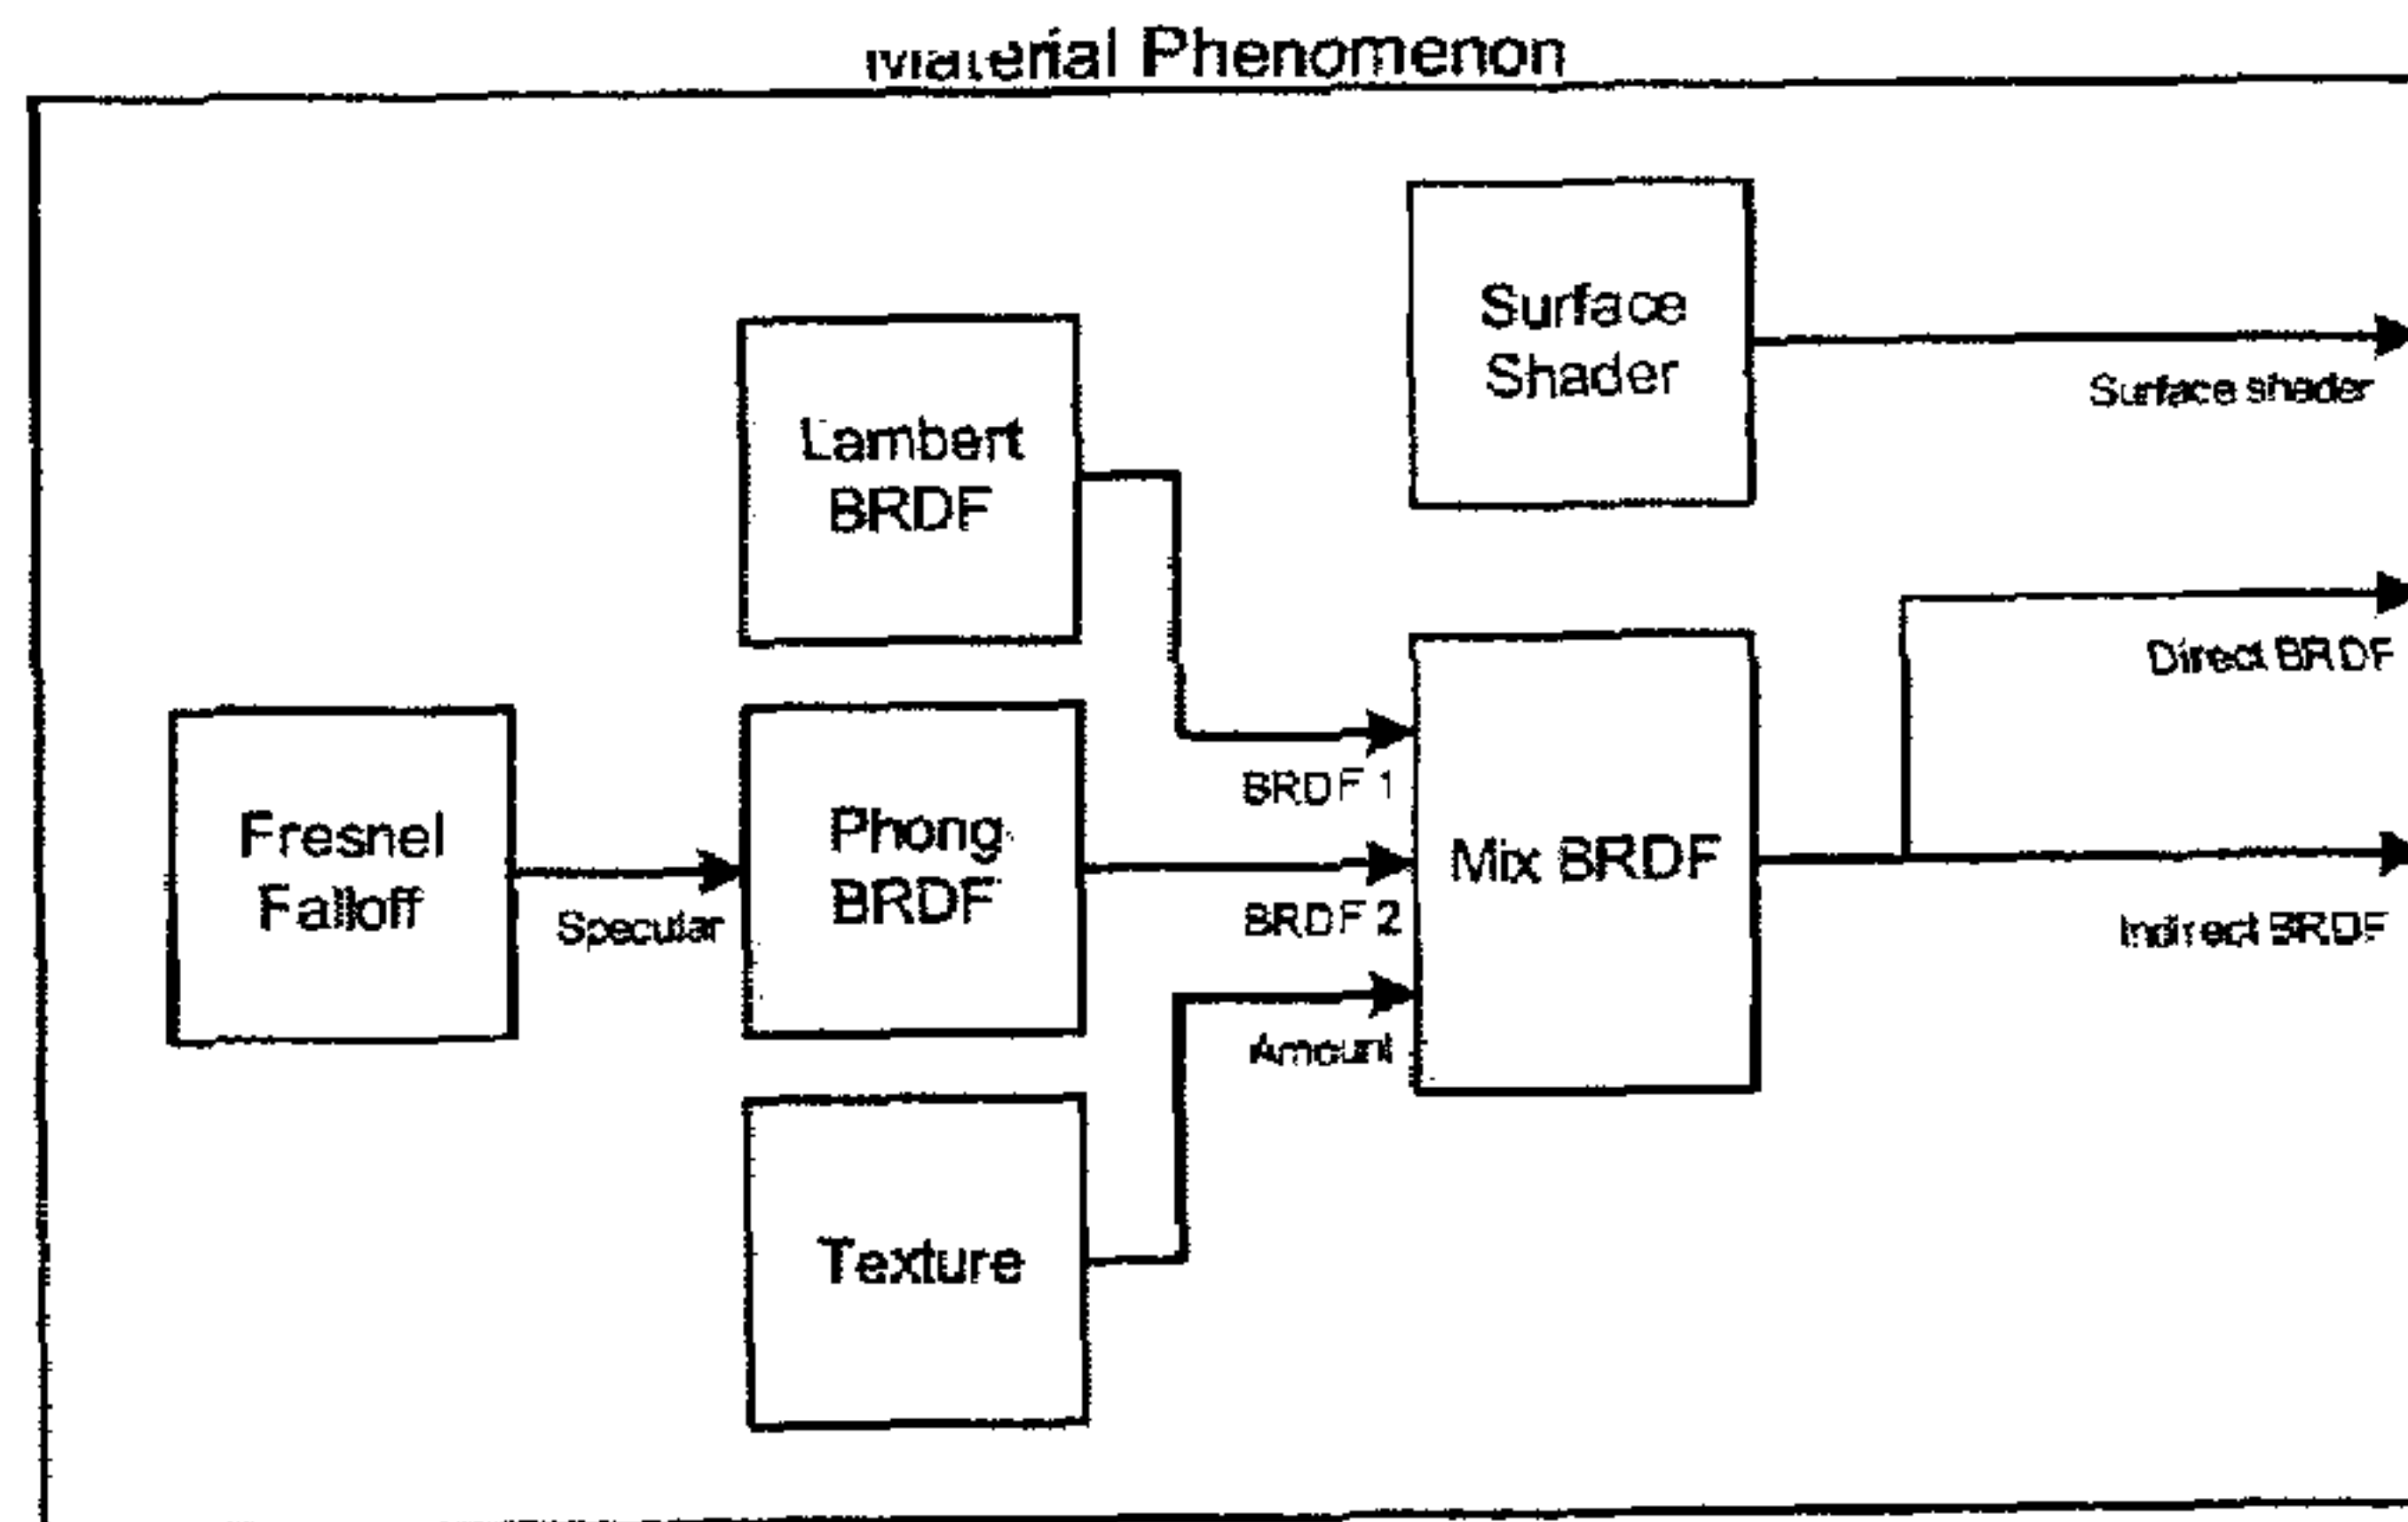 Material Phenomenon
Surface
Shader
Surface shader
Lambert
BRDF
Direct BRDF
Fresnel
Falloff
Specular
Phong
BRDF
BRDF 1
BRDF 2
Amount
Mix BRDF
Indirect BRDF
Texture